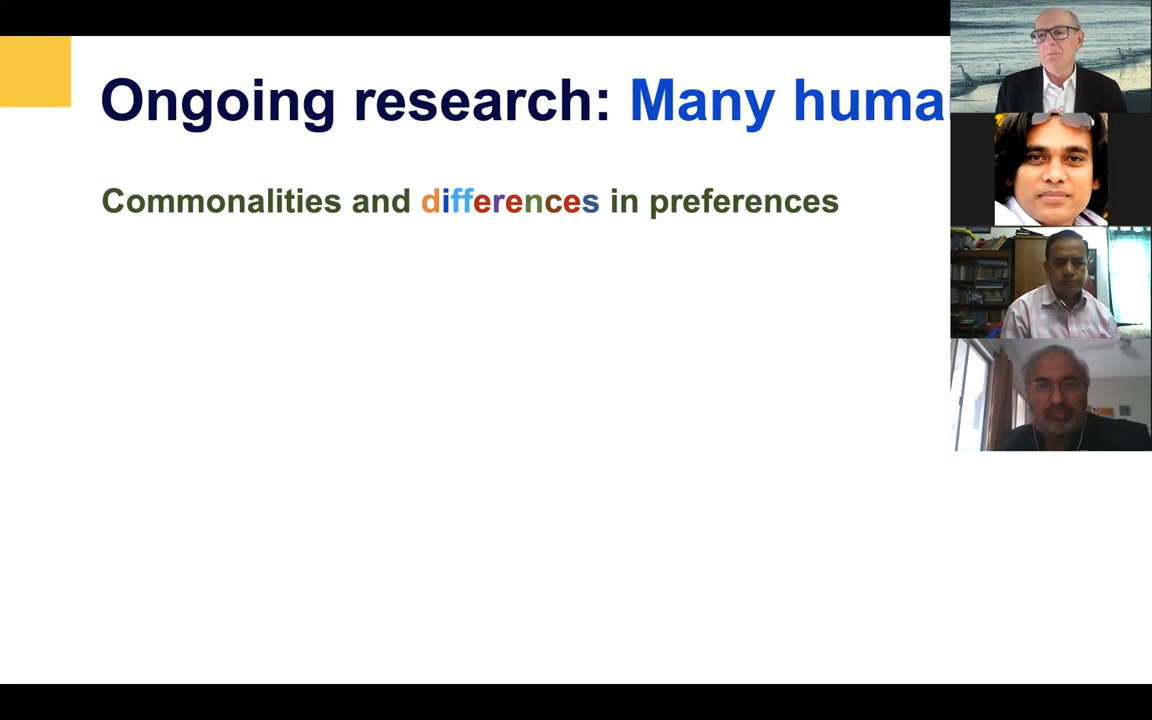 Ongoing research: Many huma
Commonalities and differences in preferences